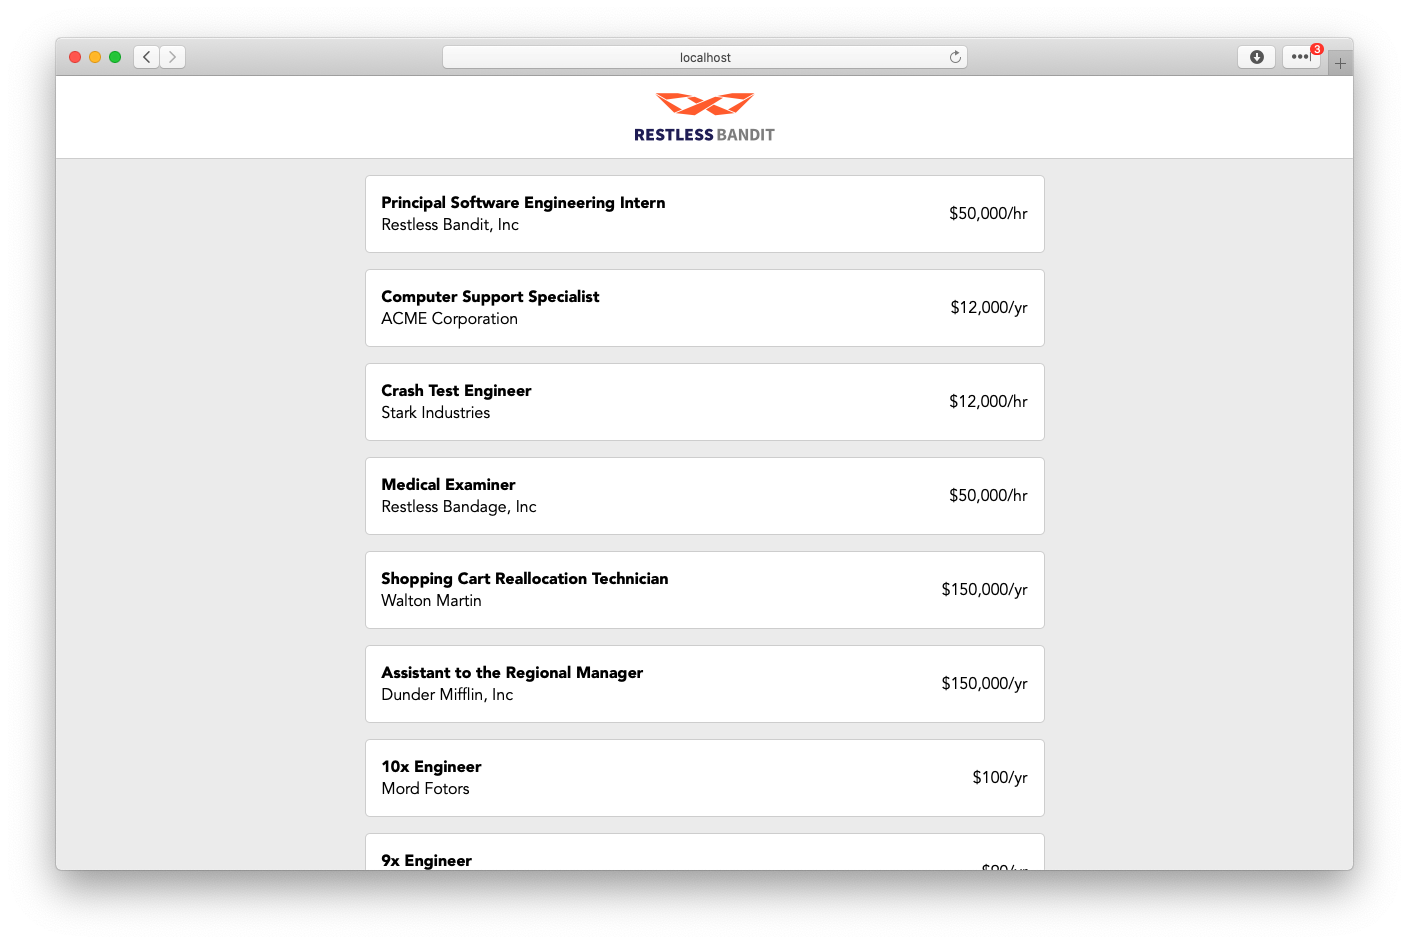 localhost
3
RESTLESS BANDIT
Principal Software Engineering Intern
Restless Bandit, Inc
$50,000/hr
Computer Support Specialist
ACME Corporation
$12,000/yr
Crash Test Engineer
Stark Industries
$12,000/hr
Medical Examiner
Restless Bandage, Inc
$50,000/hr
Shopping Cart Reallocation Technician
Walton Martin
$150,000/yr
Assistant to the Regional Manager
Dunder Mifflin, Inc
$150,000/yr
10x Engineer
Mord Fotors
$100/yr
9x Engineer